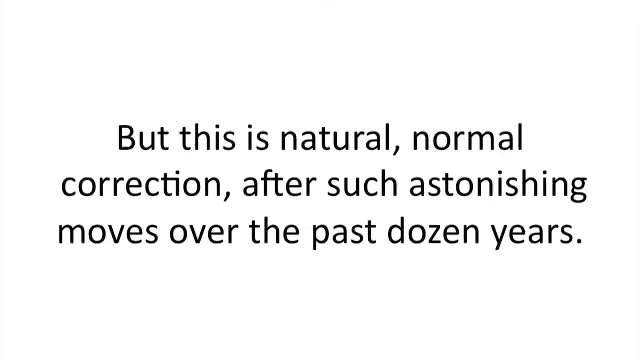 But this is natural, normal
correction, after such astonishing
moves over the past dozen years.